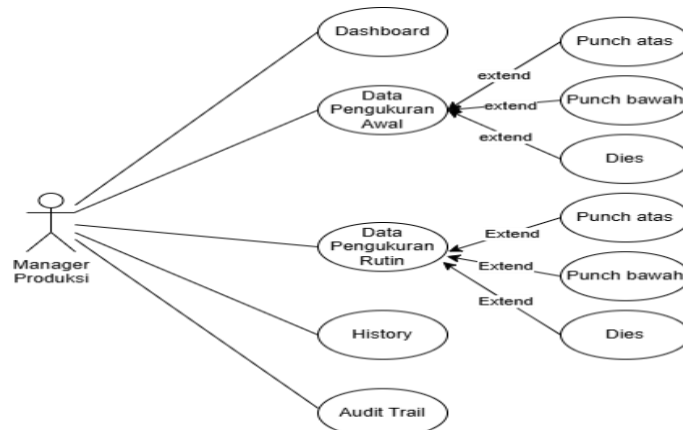 Dashboard
Data
Pengukuran
Awal
extend
Punch atas
extend
Punch bawah
extend
Dies
Manager
Produksi
Data
Pengukuran
Rutin
Extend
Punch atas
Extend
Punch bawah
Extend
Dies
History
Audit Trail